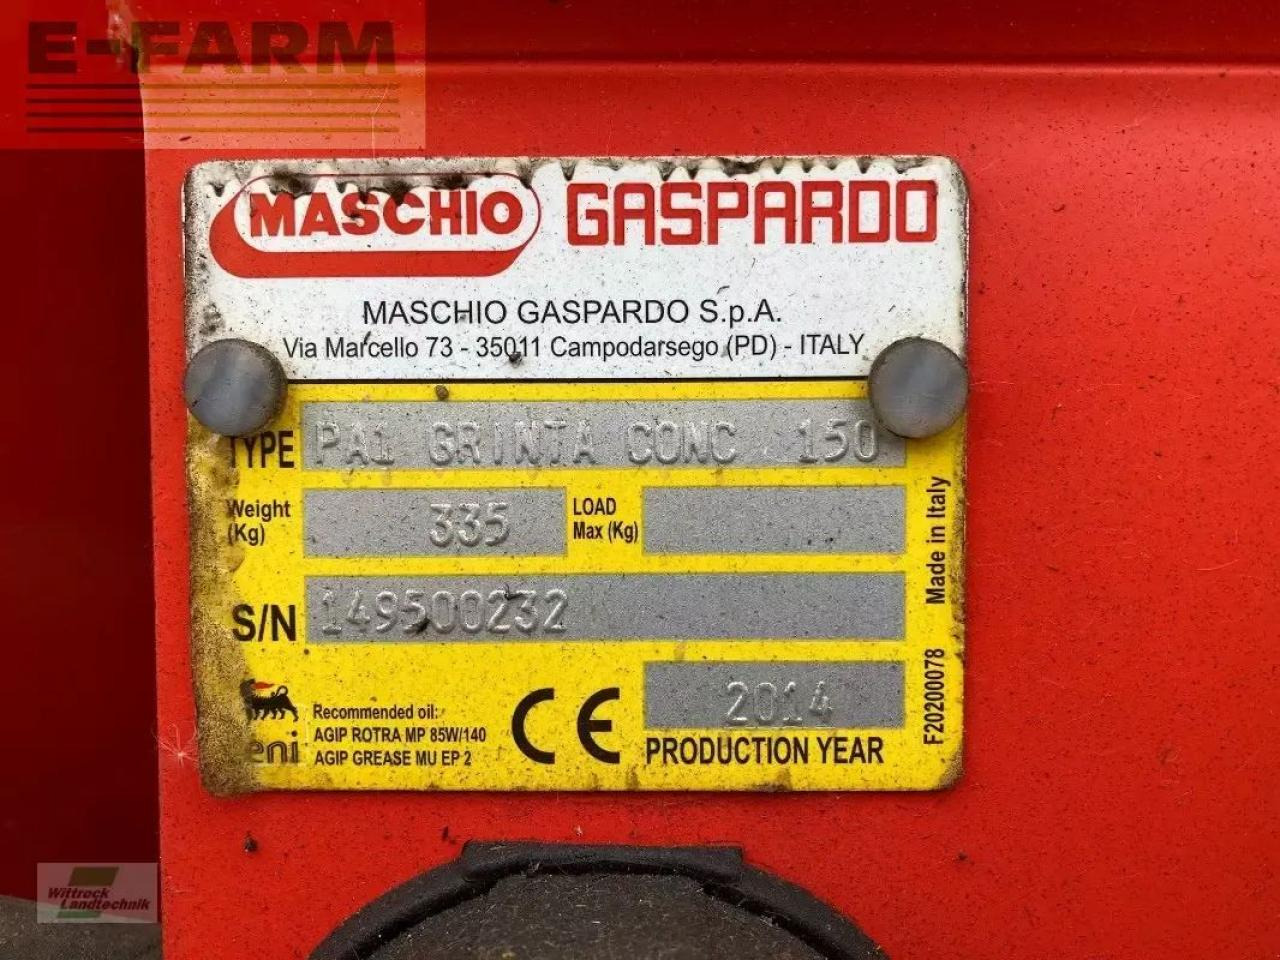 E-FARM
MASCHIO GASPARDO
MASCHIO GASPARDO S.p.A.
Via Marcello 73 - 35011 Campodarsego (PD) - ITALY
TYPE PA1 GRINTA CONC 150
Weight (Kg) 335 LOAD Max (Kg)
S/N 149500232
2014
PRODUCTION YEAR
CE
eni
Recommended oil:
AGIP ROTRA MP 85W/140
AGIP GREASE MU EP 2
Made in Italy
F20200078
Wittrock
Landtechnik